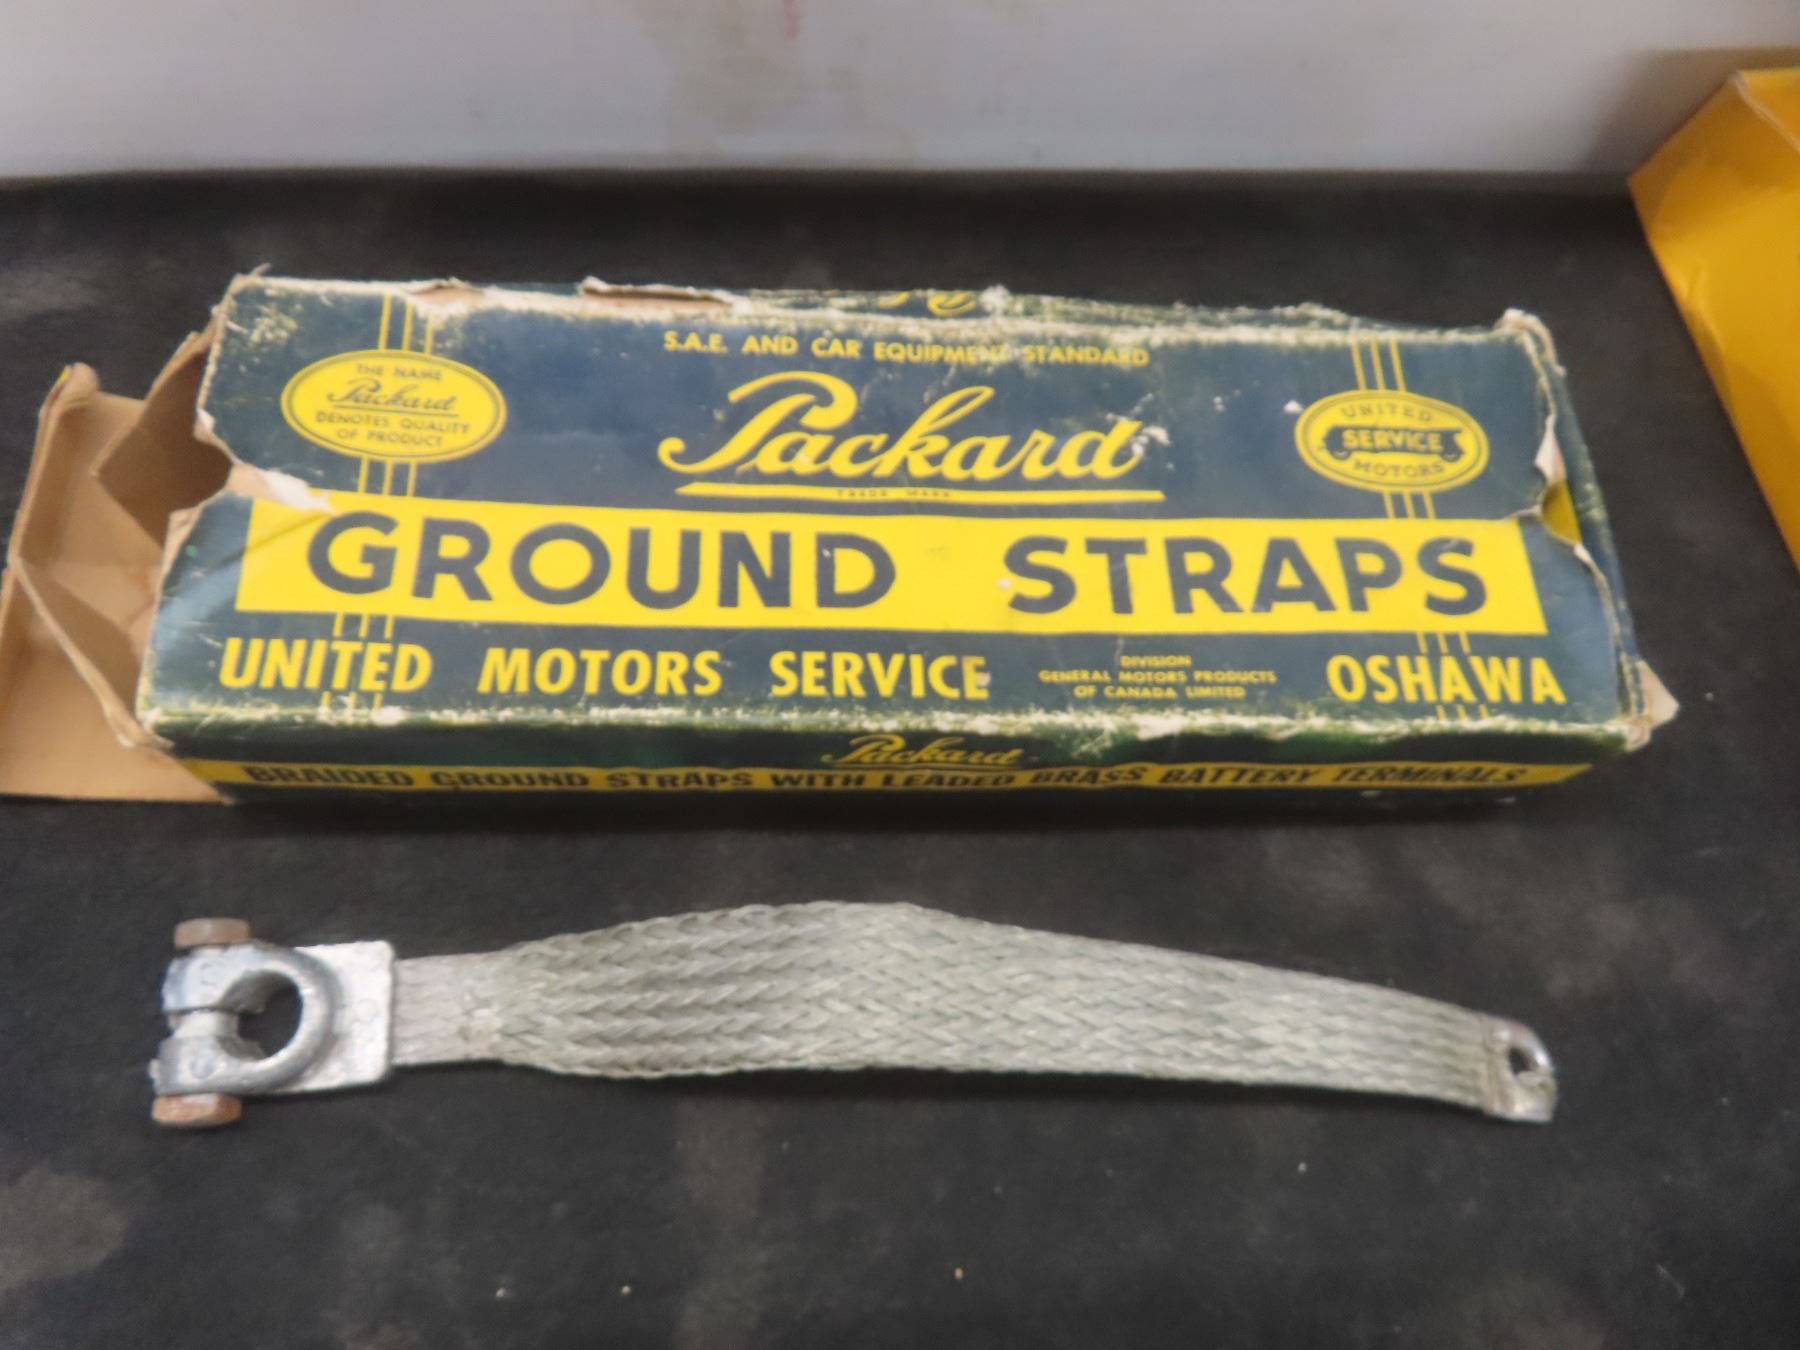 S.A.E. AND CAR EQUIPMENT STANDARD
THE NAME
Packard
DENOTES QUALITY
OF PRODUCT
Packard
TRADE MARK
UNITED
SERVICE
MOTORS
GROUND STRAPS
UNITED MOTORS SERVICE
DIVISION
GENERAL MOTORS PRODUCTS
OF CANADA LIMITED
OSHAWA
Packard
BRAIDED GROUND STRAPS WITH LEADED BRASS BATTERY TERMINALS